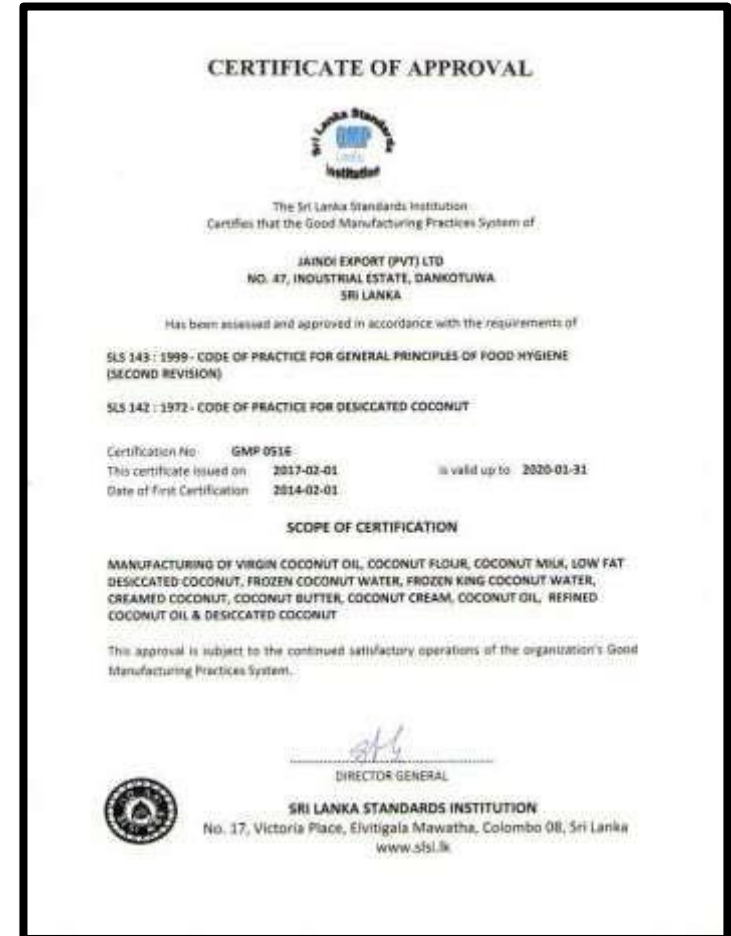 CERTIFICATE OF APPROVAL
Sri Lanka Standards
GMP
Institution
The Sri Lanka Standards Institution
Certifies that the Good Manufacturing Practices System of
JAINDI EXPORT (PVT) LTD
NO. 47, INDUSTRIAL ESTATE, DANKOTUWA
SRI LANKA
Has been assessed and approved in accordance with the requirements of
SLS 143 : 1999 - CODE OF PRACTICE FOR GENERAL PRINCIPLES OF FOOD HYGIENE
(SECOND REVISION)
SLS 142 : 1972 - CODE OF PRACTICE FOR DESICCATED COCONUT
Certification No GMP 0516
This certificate issued on 2017-02-01 is valid up to 2020-01-31
Date of First Certification 2014-02-01
SCOPE OF CERTIFICATION
MANUFACTURING OF VIRGIN COCONUT OIL, COCONUT FLOUR, COCONUT MILK, LOW FAT
DESICCATED COCONUT, FROZEN COCONUT WATER, FROZEN KING COCONUT WATER,
CREAMED COCONUT, COCONUT BUTTER, COCONUT CREAM, COCONUT OIL, REFINED
COCONUT OIL & DESICCATED COCONUT
This approval is subject to the continued satisfactory operations of the organization's Good
Manufacturing Practices System.
DIRECTOR GENERAL
SRI LANKA STANDARDS INSTITUTION
No. 17, Victoria Place, Elvitigala Mawatha, Colombo 08, Sri Lanka
www.slsi.lk